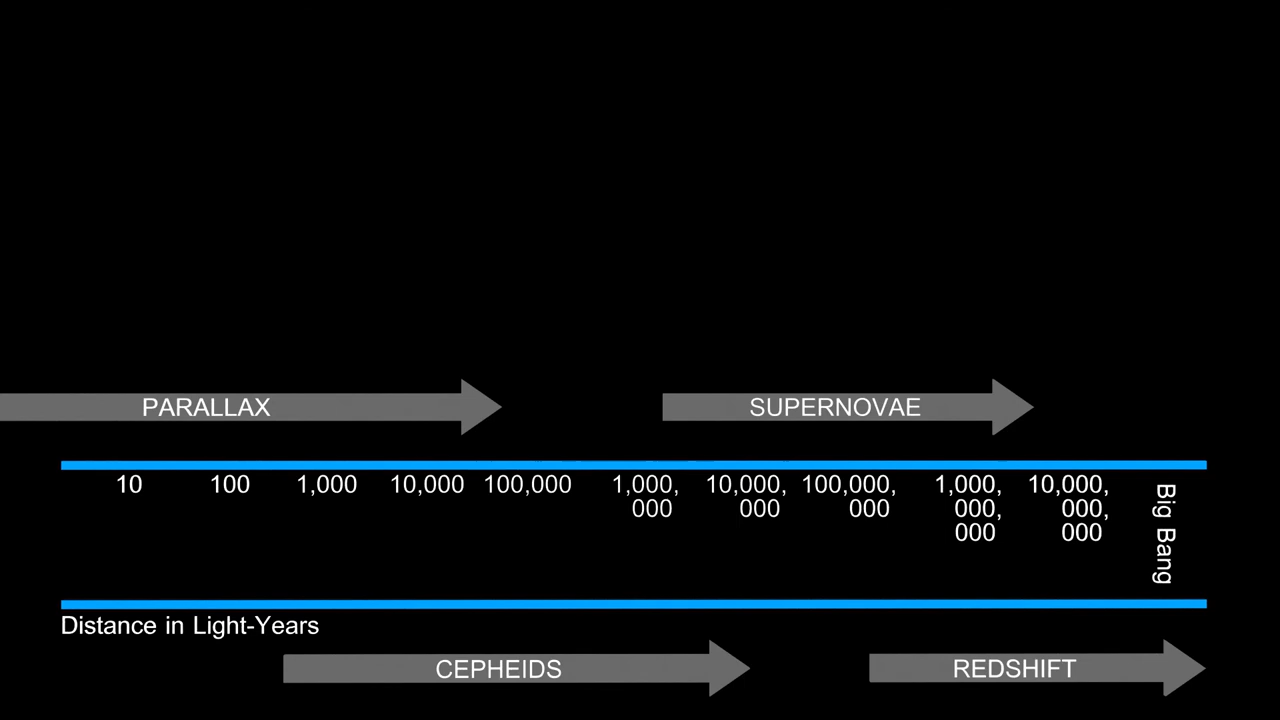 PARALLAX
SUPERNOVAE
10
100
1,000
10,000
100,000
1,000,
000
10,000,
000
100,000,
000
1,000,
000,
000
10,000,
000,
000
Big Bang
Distance in Light-Years
CEPHEIDS
REDSHIFT